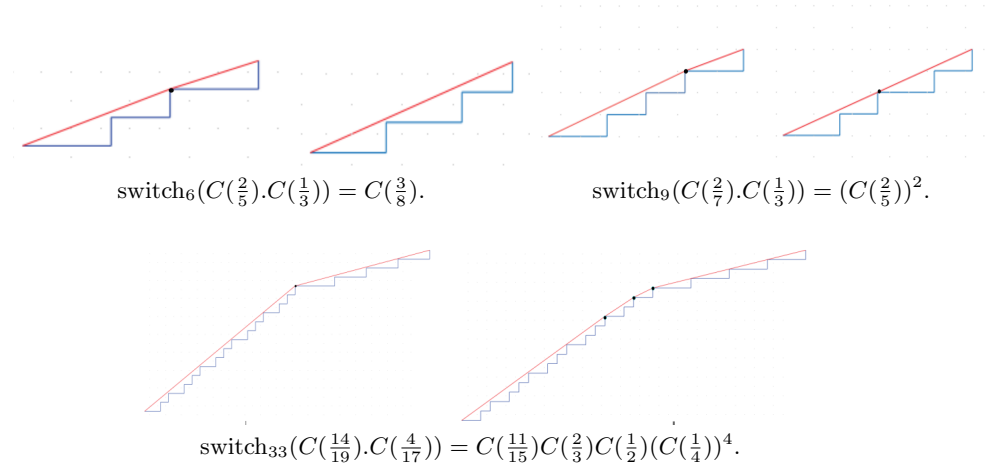 switch₆(C(2/5).C(1/3)) = C(3/8).
switch₉(C(2/7).C(1/3)) = (C(2/5))².
switch₃₃(C(14/19).C(4/17)) = C(11/15)C(2/3)C(1/2)(C(1/4))⁴.